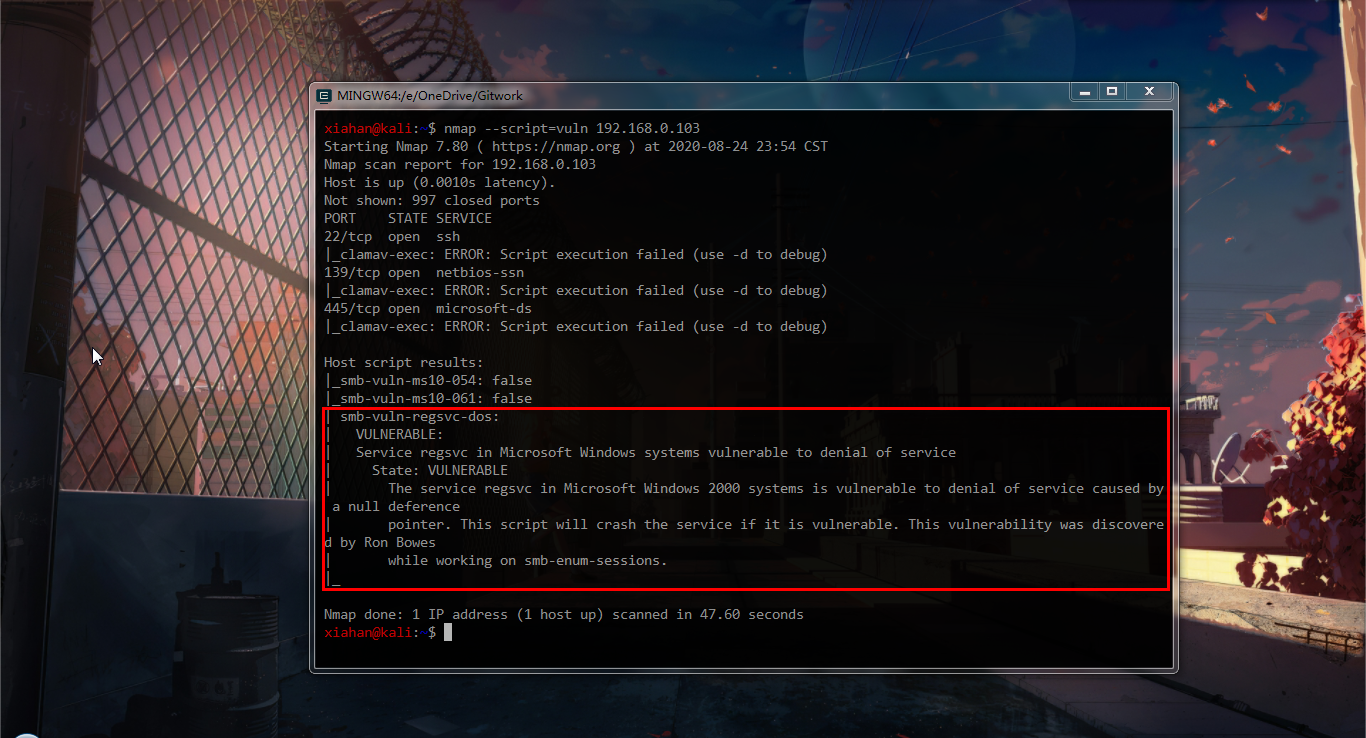 MINGW64:/e/OneDrive/Gitwork
xiahan@kali:~$ nmap --script=vuln 192.168.0.103
Starting Nmap 7.80 ( https://nmap.org ) at 2020-08-24 23:54 CST
Nmap scan report for 192.168.0.103
Host is up (0.0010s latency).
Not shown: 997 closed ports
PORT    STATE SERVICE
22/tcp  open  ssh
|_clamav-exec: ERROR: Script execution failed (use -d to debug)
139/tcp open  netbios-ssn
|_clamav-exec: ERROR: Script execution failed (use -d to debug)
445/tcp open  microsoft-ds
|_clamav-exec: ERROR: Script execution failed (use -d to debug)
Host script results:
|_smb-vuln-ms10-054: false
|_smb-vuln-ms10-061: false
| smb-vuln-regsvc-dos:
|   VULNERABLE:
|   Service regsvc in Microsoft Windows systems vulnerable to denial of service
|     State: VULNERABLE
|       The service regsvc in Microsoft Windows 2000 systems is vulnerable to denial of service caused by
 a null deference
|       pointer. This script will crash the service if it is vulnerable. This vulnerability was discovere
d by Ron Bowes
|       while working on smb-enum-sessions.
|_
Nmap done: 1 IP address (1 host up) scanned in 47.60 seconds
xiahan@kali:~$